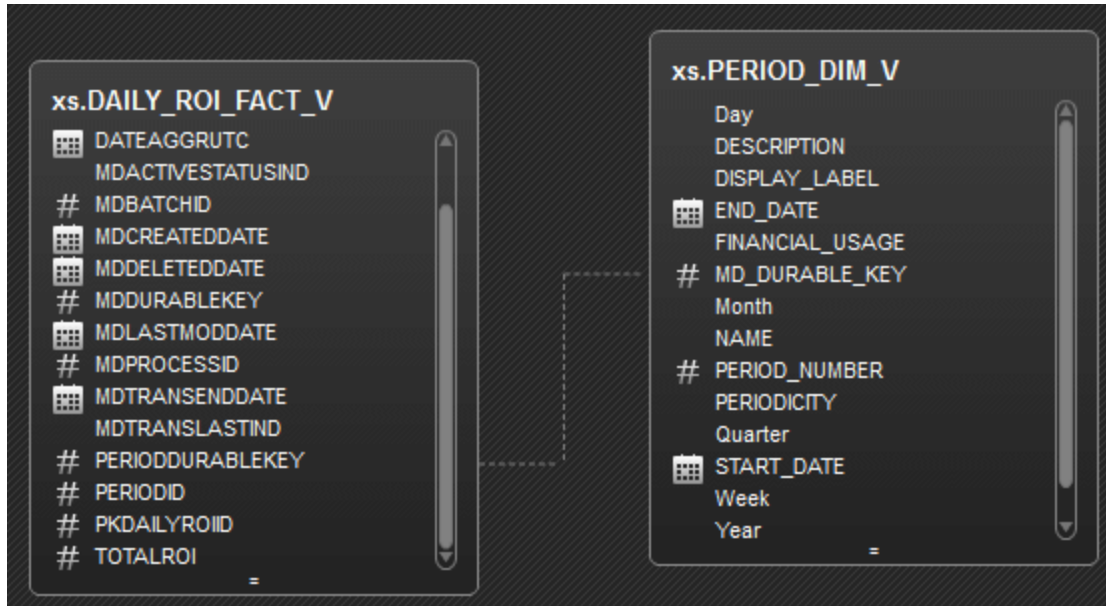 xs.DAILY_ROI_FACT_V
DATEAGGRUTC
MDACTIVESTATUSIND
# MDBATCHID
MDCREATEDDATE
MDDELETEDDATE
# MDDURABLEKEY
MDLASTMODDATE
# MDPROCESSID
MDTRANSENDDATE
MDTRANSLASTIND
# PERIODDURABLEKEY
# PERIODID
# PKDAILYROIID
# TOTALROI
=
xs.PERIOD_DIM_V
Day
DESCRIPTION
DISPLAY_LABEL
END_DATE
FINANCIAL_USAGE
# MD_DURABLE_KEY
Month
NAME
# PERIOD_NUMBER
PERIODICITY
Quarter
START_DATE
Week
Year
=